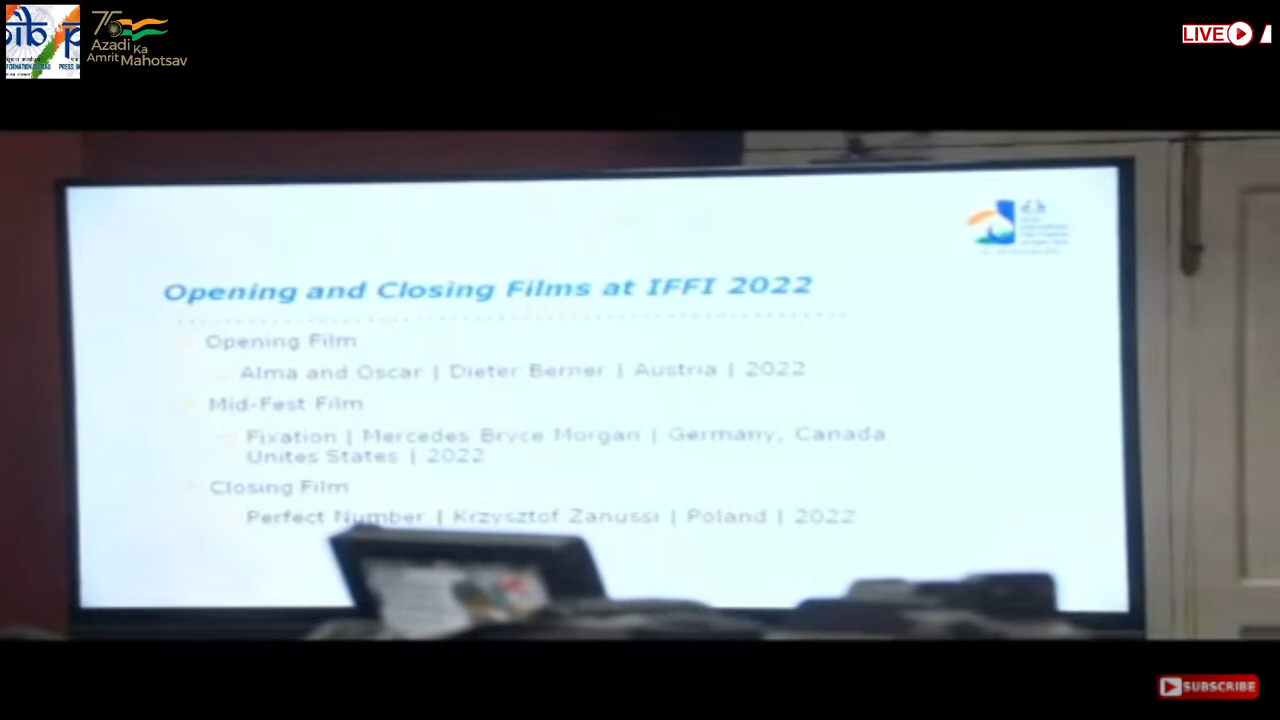 75
Azadi Ka
Amrit Mahotsav
LIVE
Opening and Closing Films at IFFI 2022
Opening Film
Alma and Oscar | Dieter Berner | Austria | 2022
Mid-Fest Film
Fixation | Mercedes Bryce Morgan | Germany, Canada
Unites States | 2022
Closing Film
Perfect Number | Krzysztof Zanussi | Poland | 2022
SUBSCRIBE